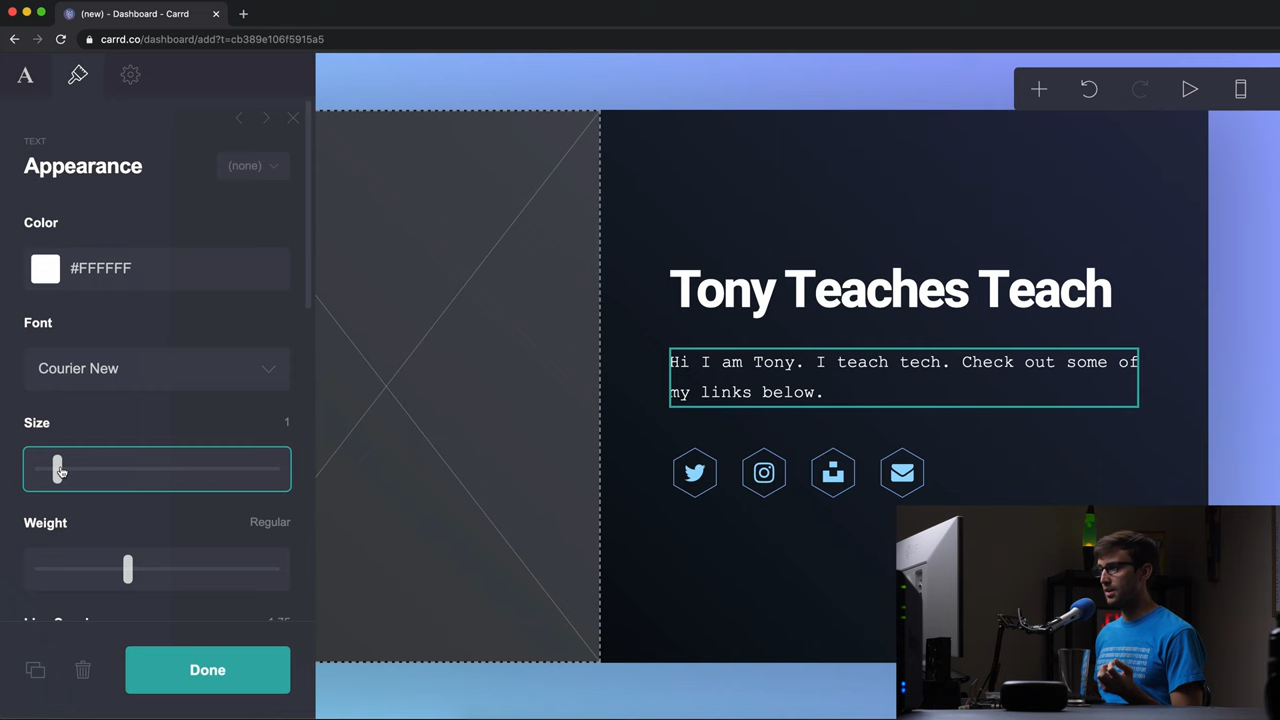 (new) - Dashboard - Carrd
carrd.co/dashboard/add?t=cb389e106f5915a5
A
TEXT
Appearance
(none)
Color
#FFFFFF
Font
Courier New
Size
1
Weight
Regular
Done
Tony Teaches Teach
Hi I am Tony. I teach tech. Check out some of
my links below.